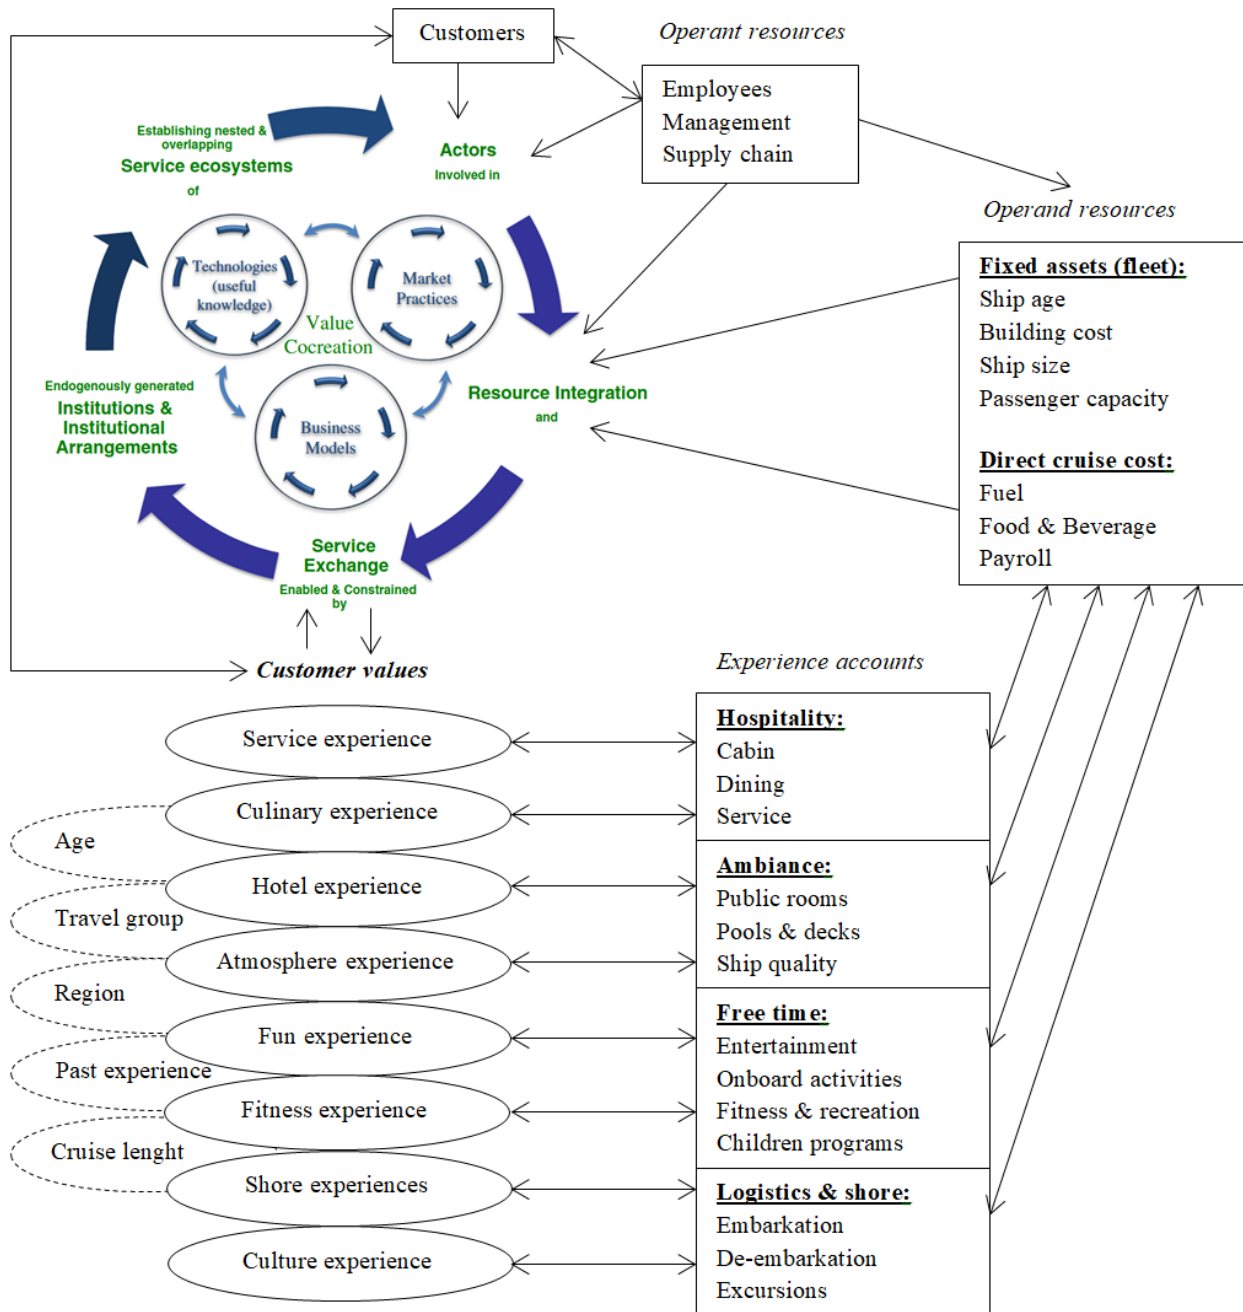 Customers
Operant resources
Employees
Management
Supply chain
Establishing nested &
overlapping
Service ecosystems
of
Actors
Involved in
Operand resources
Fixed assets (fleet):
Ship age
Building cost
Ship size
Passenger capacity
Direct cruise cost:
Fuel
Food & Beverage
Payroll
Technologies
(useful
knowledge)
Market
Practices
Value
Cocreation
Business
Models
Endogenously generated
Institutions &
Institutional
Arrangements
Resource Integration
and
Service
Exchange
Enabled & Constrained
by
Customer values
Experience accounts
Service experience
Culinary experience
Hotel experience
Atmosphere experience
Fun experience
Fitness experience
Shore experiences
Culture experience
Age
Travel group
Region
Past experience
Cruise lenght
Hospitality:
Cabin
Dining
Service
Ambiance:
Public rooms
Pools & decks
Ship quality
Free time:
Entertainment
Onboard activities
Fitness & recreation
Children programs
Logistics & shore:
Embarkation
De-embarkation
Excursions